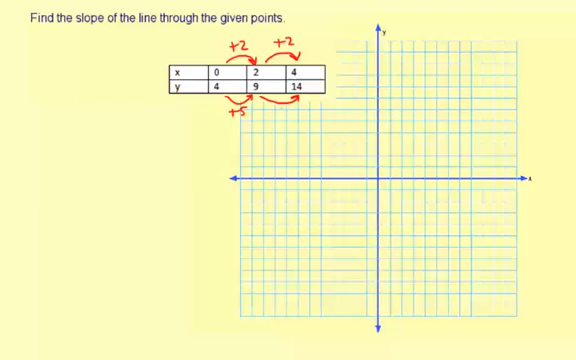 Find the slope of the line through the given points.
+2 +2
x 0 2 4
y 4 9 14
+5
y
x